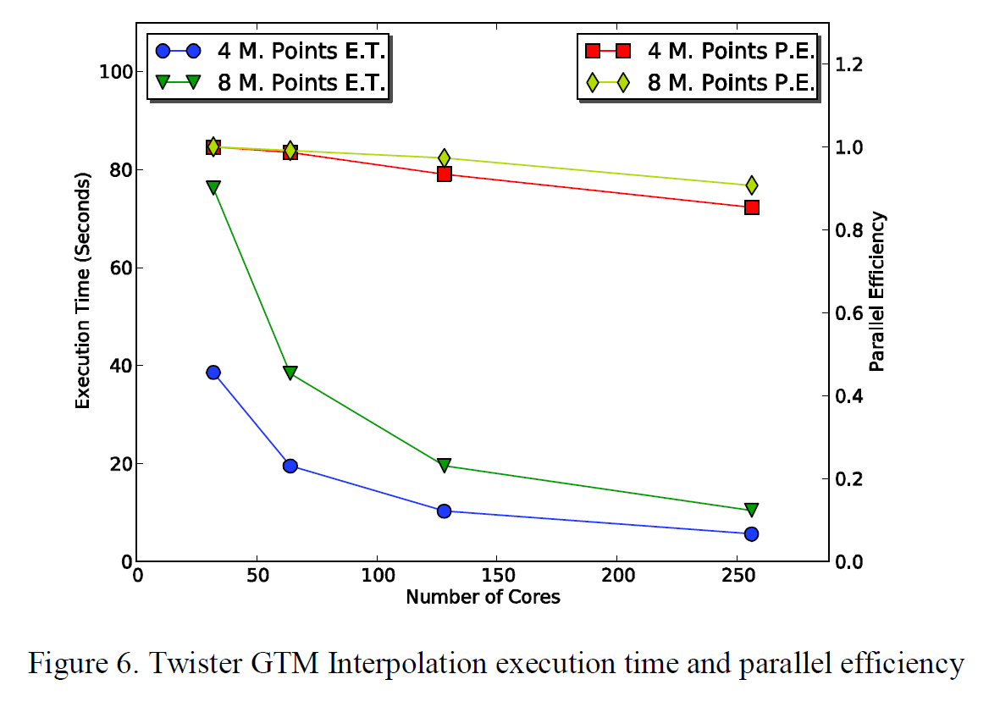 4 M. Points E.T.
8 M. Points E.T.
4 M. Points P.E.
8 M. Points P.E.
Execution Time (Seconds)
100
80
60
40
20
0
1.2
1.0
0.8
0.6
0.4
0.2
0.0
Parallel Efficiency
0 50 100 150 200 250
Number of Cores
Figure 6. Twister GTM Interpolation execution time and parallel efficiency